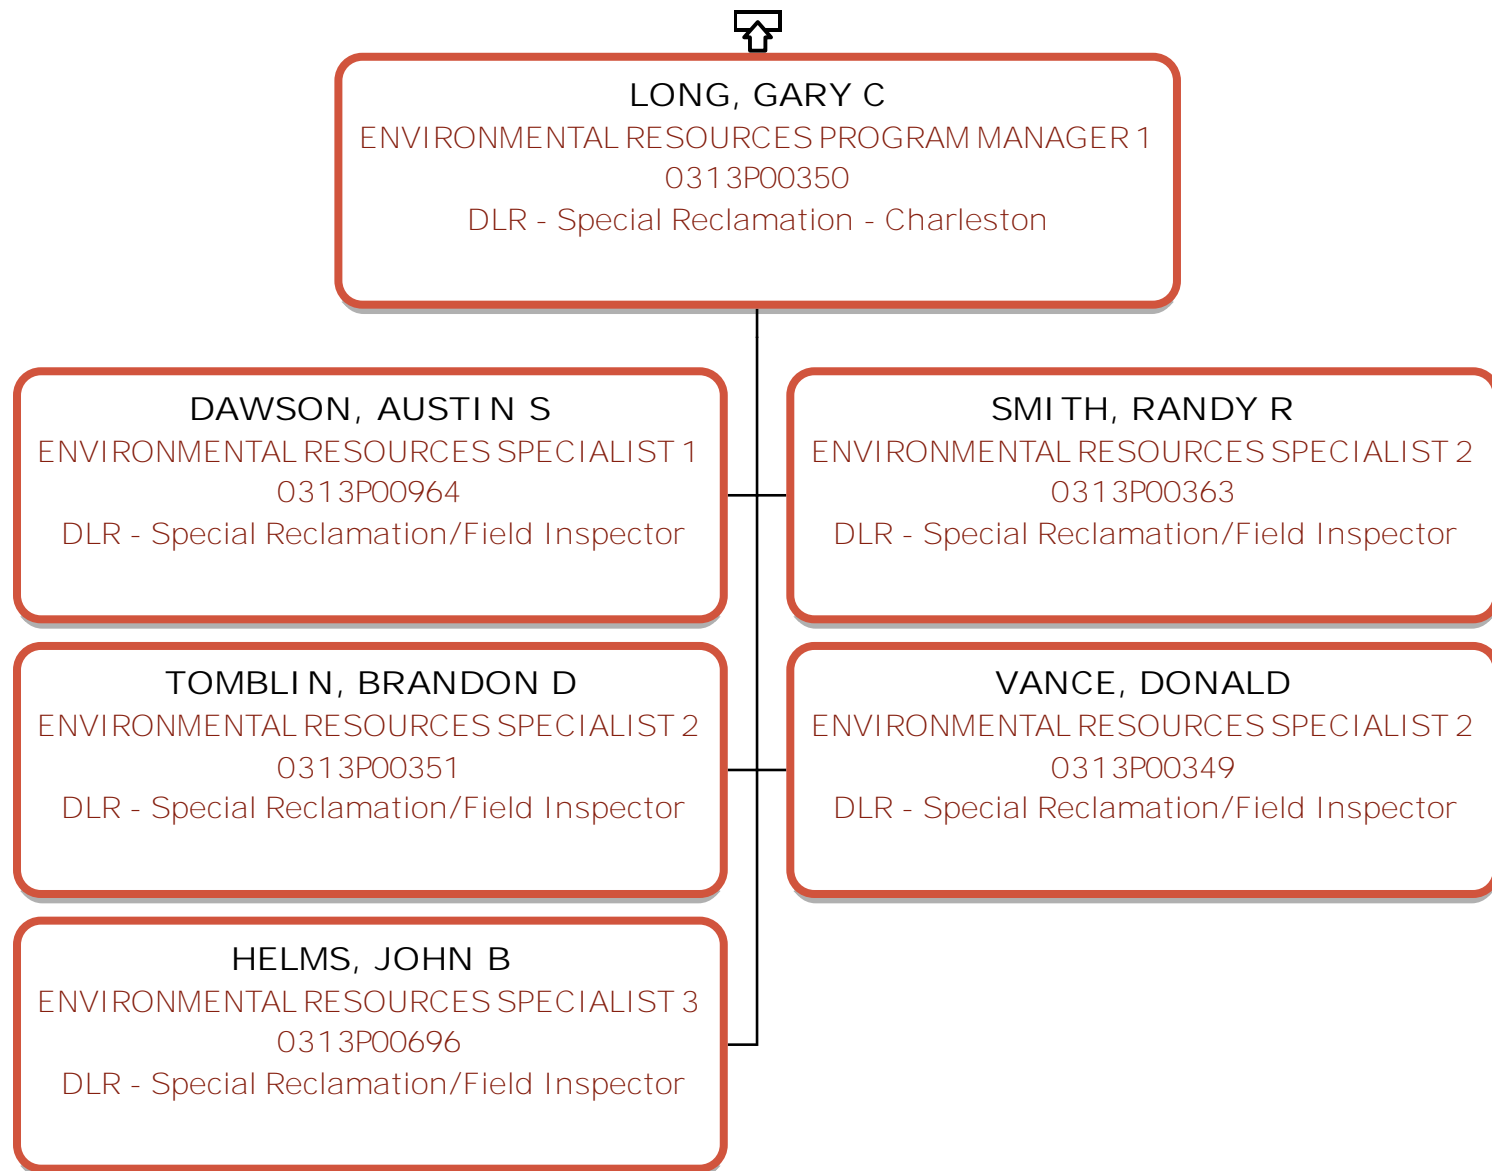 LONG, GARY C
ENVIRONMENTAL RESOURCES PROGRAM MANAGER 1
0313P00350
DLR - Special Reclamation - Charleston
DAWSON, AUSTIN S
ENVIRONMENTAL RESOURCES SPECIALIST 1
0313P00964
DLR - Special Reclamation/Field Inspector
SMITH, RANDY R
ENVIRONMENTAL RESOURCES SPECIALIST 2
0313P00363
DLR - Special Reclamation/Field Inspector
TOMBLIN, BRANDON D
ENVIRONMENTAL RESOURCES SPECIALIST 2
0313P00351
DLR - Special Reclamation/Field Inspector
VANCE, DONALD
ENVIRONMENTAL RESOURCES SPECIALIST 2
0313P00349
DLR - Special Reclamation/Field Inspector
HELMS, JOHN B
ENVIRONMENTAL RESOURCES SPECIALIST 3
0313P00696
DLR - Special Reclamation/Field Inspector